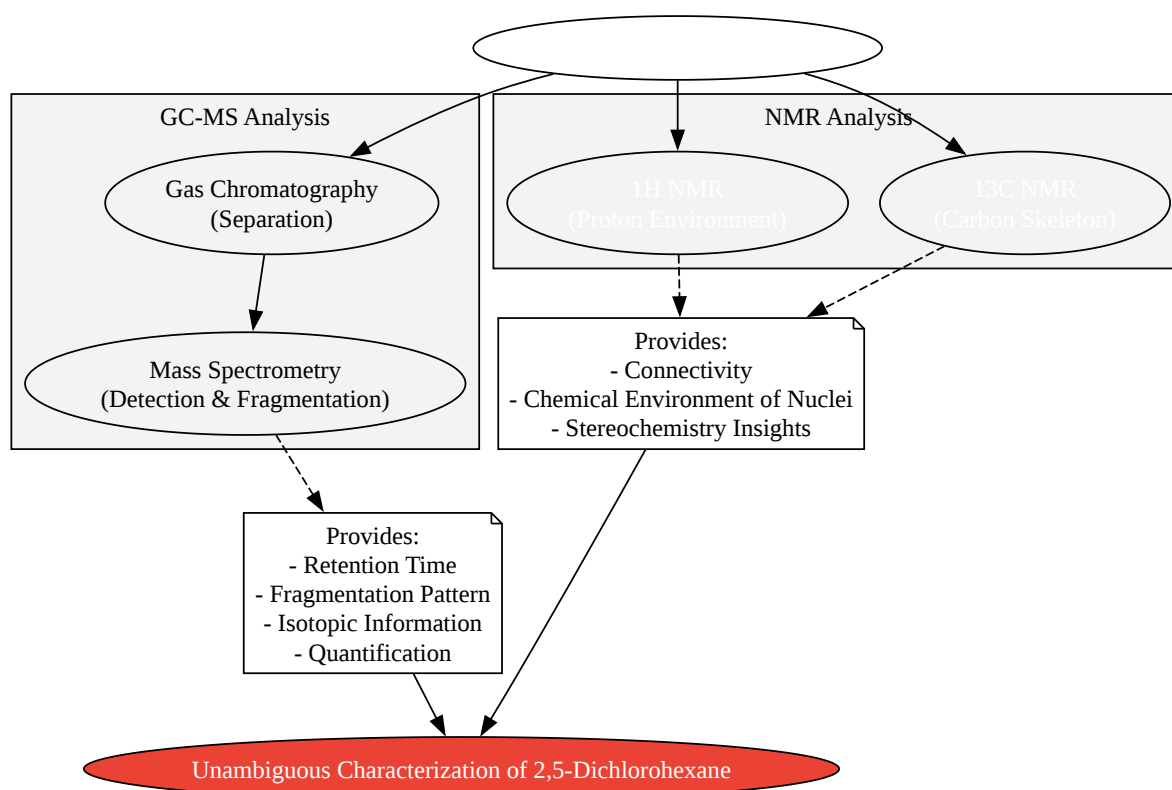 GC-MS Analysis
Gas Chromatography
(Separation)
Mass Spectrometry
(Detection & Fragmentation)
NMR Analysis
1H NMR
(Proton Environment)
13C NMR
(Carbon Skeleton)
Provides:
- Connectivity
- Chemical Environment of Nuclei
- Stereochemistry Insights
Provides:
- Retention Time
- Fragmentation Pattern
- Isotopic Information
- Quantification
Unambiguous Characterization of 2,5-Dichlorohexane